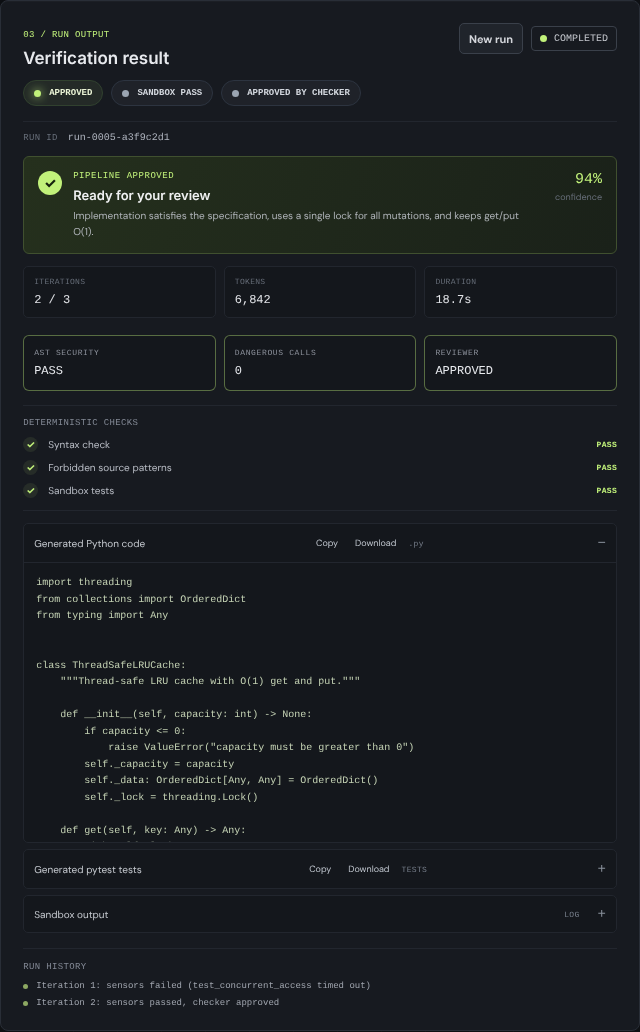 03 / RUN OUTPUT
Verification result
New run
COMPLETED
APPROVED
SANDBOX PASS
APPROVED BY CHECKER
RUN ID run-0005-a3f9c2d1
PIPELINE APPROVED
Ready for your review
Implementation satisfies the specification, uses a single lock for all mutations, and keeps get/put
O(1).
94%
confidence
ITERATIONS
2 / 3
TOKENS
6,842
DURATION
18.7s
AST SECURITY
PASS
DANGEROUS CALLS
0
REVIEWER
APPROVED
DETERMINISTIC CHECKS
Syntax check PASS
Forbidden source patterns PASS
Sandbox tests PASS
Generated Python code Copy Download .py −
import threading
from collections import OrderedDict
from typing import Any
class ThreadSafeLRUCache:
    """Thread-safe LRU cache with O(1) get and put."""
    def __init__(self, capacity: int) -> None:
        if capacity <= 0:
            raise ValueError("capacity must be greater than 0")
        self._capacity = capacity
        self._data: OrderedDict[Any, Any] = OrderedDict()
        self._lock = threading.Lock()
    def get(self, key: Any) -> Any:
Generated pytest tests Copy Download TESTS +
Sandbox output LOG +
RUN HISTORY
Iteration 1: sensors failed (test_concurrent_access timed out)
Iteration 2: sensors passed, checker approved